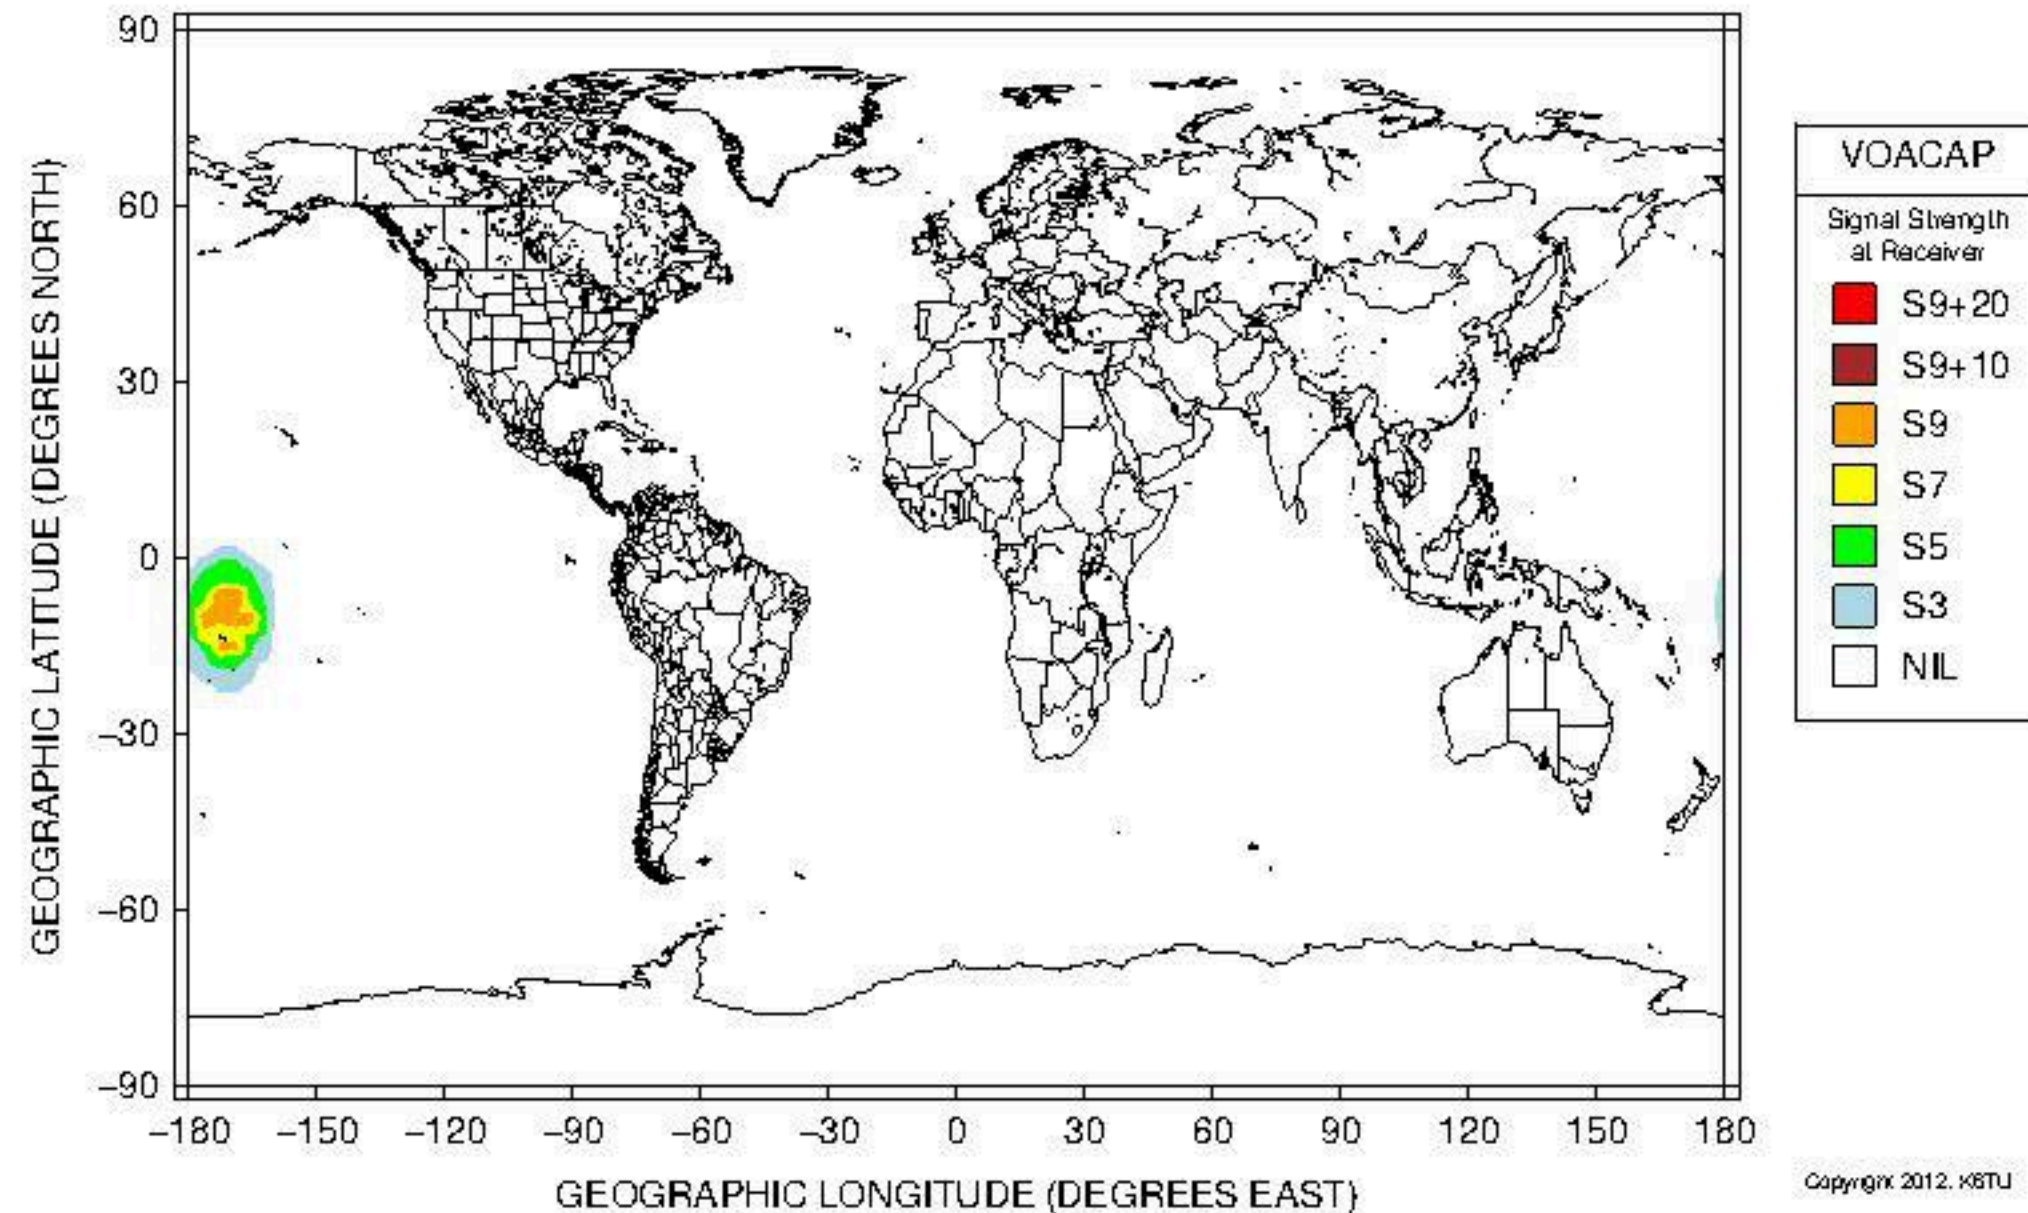 90
60
30
0
−30
−60
−90
GEOGRAPHIC LATITUDE (DEGREES NORTH)
−180 −150 −120 −90 −60 −30 0 30 60 90 120 150 180
GEOGRAPHIC LONGITUDE (DEGREES EAST)
VOACAP
Signal Strength
at Receiver
S9+20
S9+10
S9
S7
S5
S3
NIL
Copyright 2012, K6TU